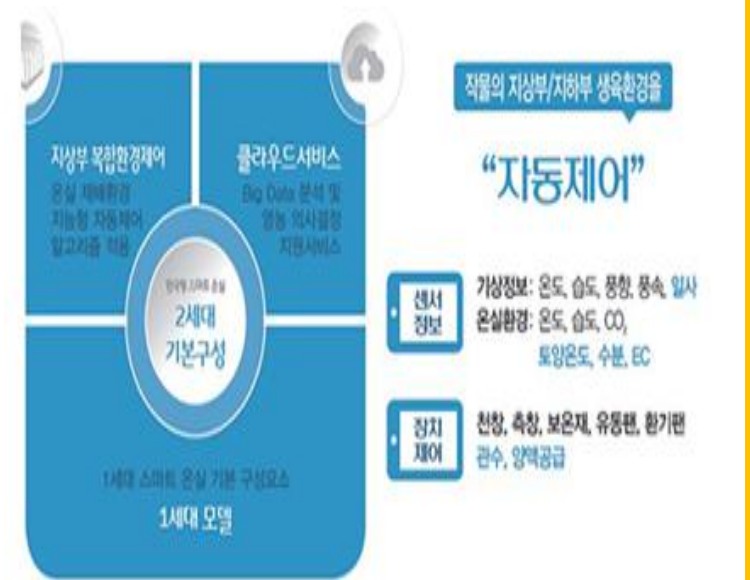 지상부 복합환경제어
온실 재배환경
지능형 자동제어
알고리즘 적용
클라우드서비스
Big Data 분석 및
영농 의사결정
지원서비스
한국형 스마트 온실
2세대
기본구성
1세대 스마트 온실 기본 구성요소
1세대 모델
작물의 지상부/지하부 생육환경을
“자동제어”
센서
정보
기상정보: 온도, 습도, 풍향, 풍속, 일사
온실환경: 온도, 습도, CO,
토양온도, 수분, EC
장치
제어
천창, 측창, 보온재, 유동팬, 환기팬
관수, 양액공급